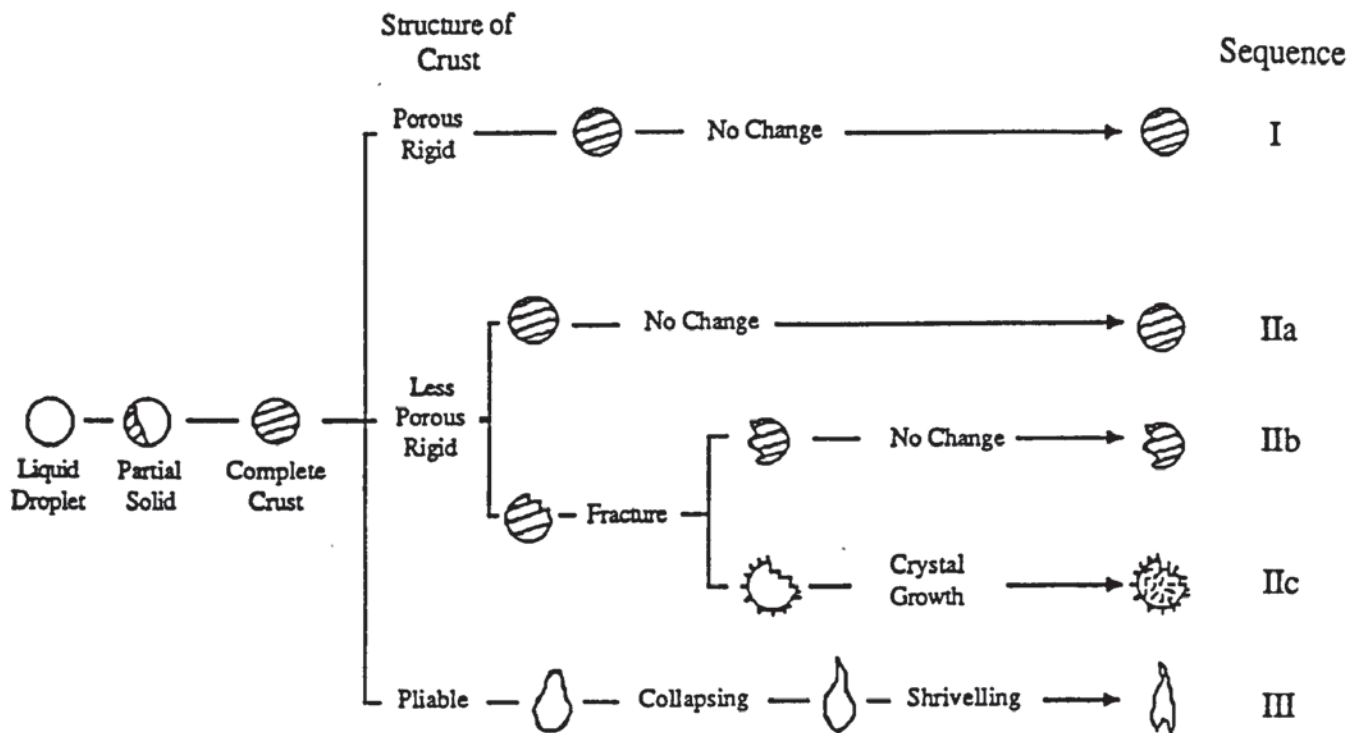 Structure of
Crust
Sequence
Porous
Rigid
No Change
I
No Change
IIa
Less
Porous
Rigid
No Change
IIb
Liquid
Droplet
Partial
Solid
Complete
Crust
Fracture
Crystal
Growth
IIc
Pliable
Collapsing
Shrivelling
III